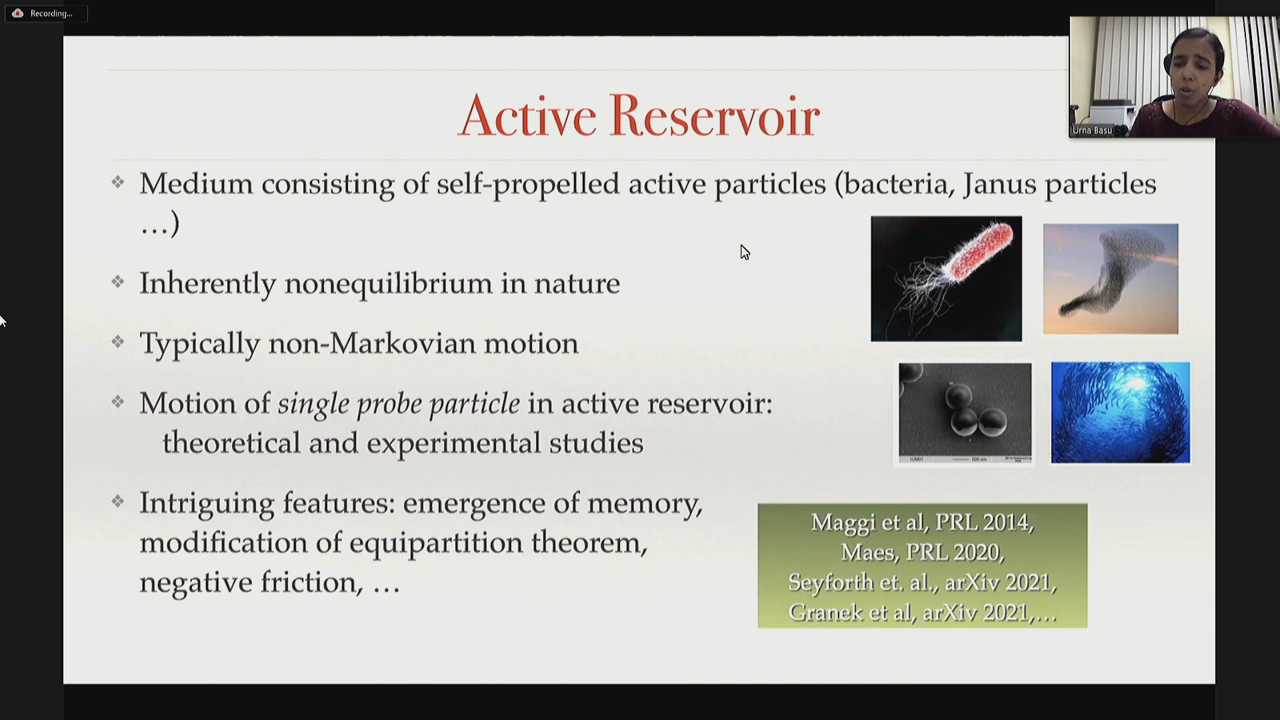 Recording...
Urna Basu
Active Reservoir
❖ Medium consisting of self-propelled active particles (bacteria, Janus particles
…)
❖ Inherently nonequilibrium in nature
❖ Typically non-Markovian motion
❖ Motion of single probe particle in active reservoir:
theoretical and experimental studies
❖ Intriguing features: emergence of memory,
modification of equipartition theorem,
negative friction, …
Maggi et al, PRL 2014,
Maes, PRL 2020,
Seyforth et. al., arXiv 2021,
Granek et al, arXiv 2021,…